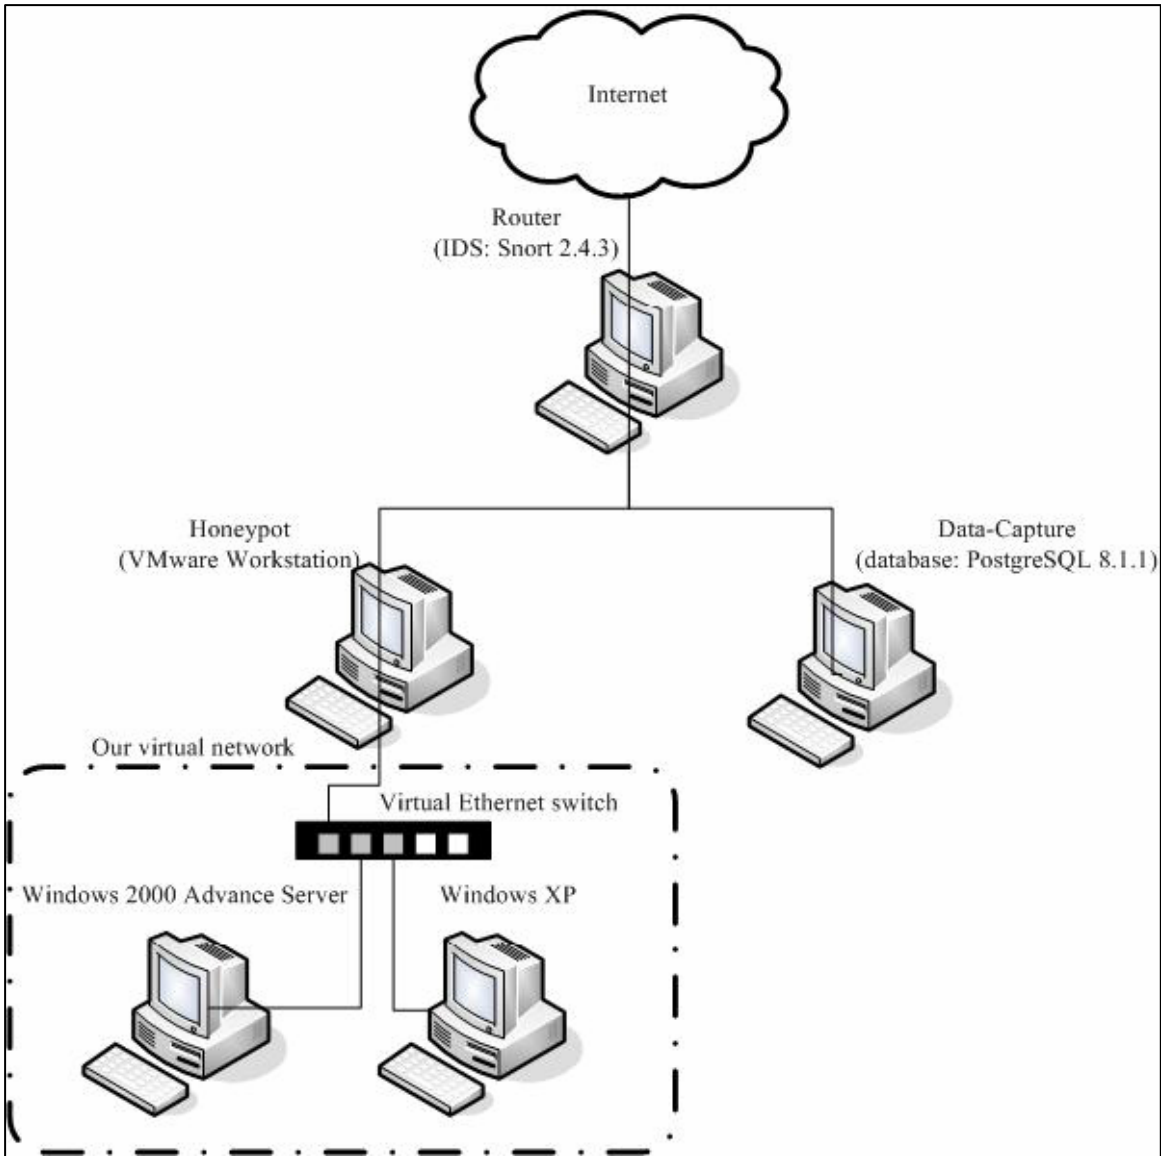 Internet
Router
(IDS: Snort 2.4.3)
Honeypot
(VMware Workstation)
Data-Capture
(database: PostgreSQL 8.1.1)
Our virtual network
Virtual Ethernet switch
Windows 2000 Advance Server
Windows XP